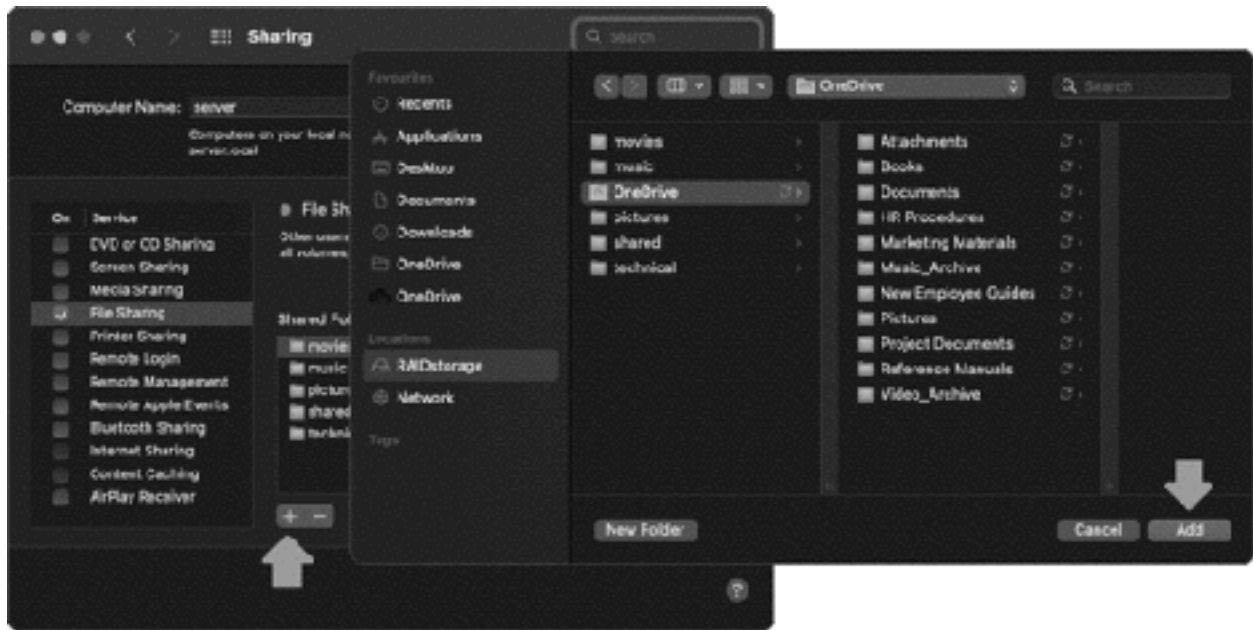 Sharing
Search
Computer Name: server
Computers on your local
server.local
On Service
DVD or CD Sharing
Screen Sharing
Media Sharing
File Sharing
Printer Sharing
Remote Login
Remote Management
Remote Apple Events
Bluetooth Sharing
Internet Sharing
Content Caching
AirPlay Receiver
File Sh
Other users
all volumes,
Shared Fol
movies
music
pictur
shared
techni
+ −
Favourites
Recents
Applications
Desktop
Documents
Downloads
OneDrive
OneDrive
Locations
RAIDstorage
Network
Tags
OneDrive
Search
movies
music
OneDrive
pictures
shared
technical
Attachments
Books
Documents
HR Procedures
Marketing Materials
Music_Archive
New Employee Guides
Pictures
Project Documents
Reference Manuals
Video_Archive
New Folder
Cancel
Add
?